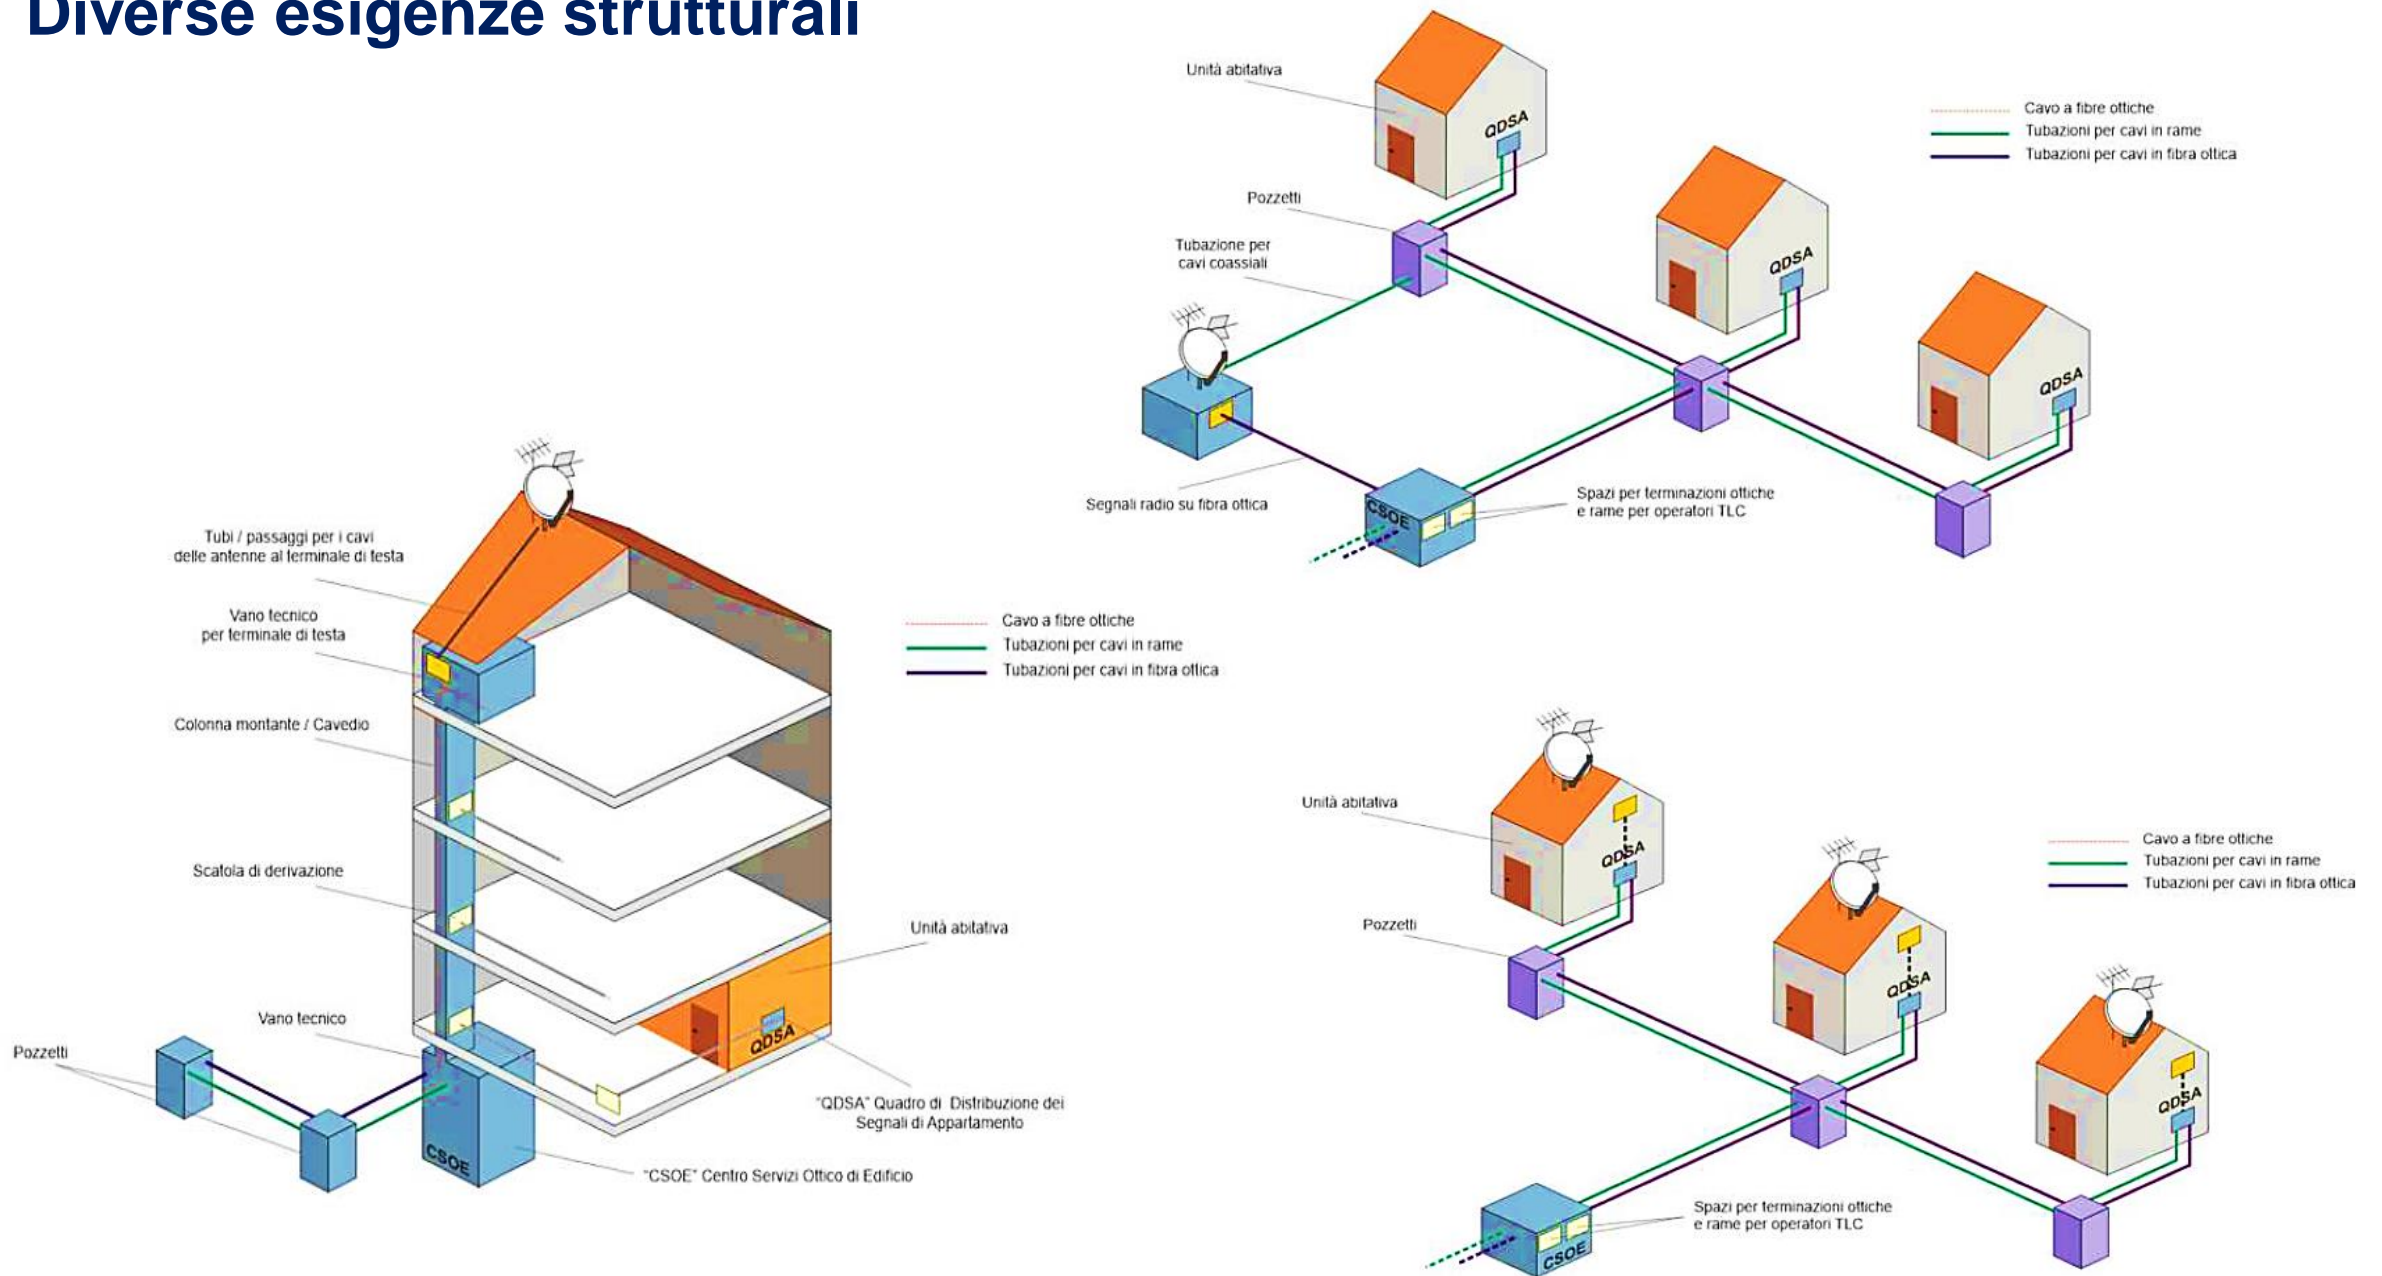 Diverse esigenze strutturali
Unità abitativa
QDSA
Pozzetti
Tubazione per
cavi coassiali
QDSA
QDSA
Cavo a fibre ottiche
Tubazioni per cavi in rame
Tubazioni per cavi in fibra ottica
Segnali radio su fibra ottica
CSOE
Spazi per terminazioni ottiche
e rame per operatori TLC
Tubi / passaggi per i cavi
delle antenne al terminale di testa
Vano tecnico
per terminale di testa
Colonna montante / Cavedio
Scatola di derivazione
Vano tecnico
Pozzetti
CSOE
Cavo a fibre ottiche
Tubazioni per cavi in rame
Tubazioni per cavi in fibra ottica
Unità abitativa
QDSA
"QDSA" Quadro di Distribuzione dei
Segnali di Appartamento
"CSOE" Centro Servizi Ottico di Edificio
Unità abitativa
QDSA
Pozzetti
QDSA
QDSA
Cavo a fibre ottiche
Tubazioni per cavi in rame
Tubazioni per cavi in fibra ottica
Spazi per terminazioni ottiche
e rame per operatori TLC
CSOE